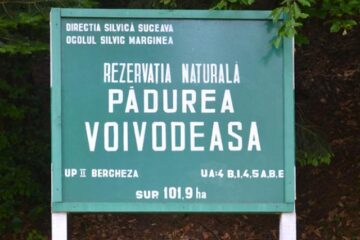 DIRECTIA SILVICĂ SUCEAVA
OCOLUL SILVIC MARGINEA
REZERVATIA NATURALĂ
PĂDUREA
VOIVODEASA
UP II BERCHEZA UA:4 B,1,4,5 A,B,E
SUP. 101,9 ha